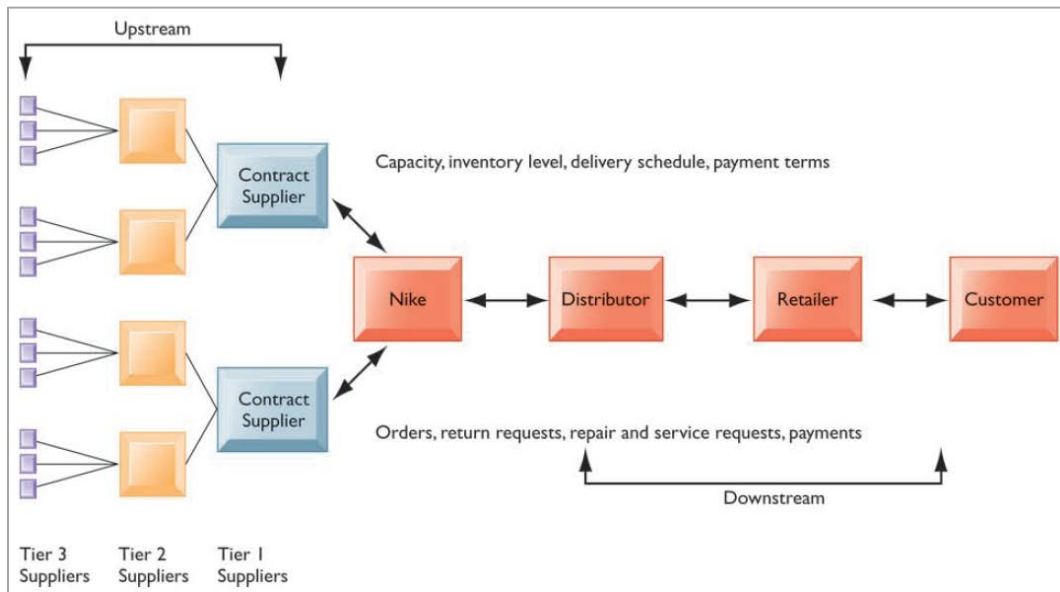 Upstream
Contract
Supplier
Capacity, inventory level, delivery schedule, payment terms
Nike
Distributor
Retailer
Customer
Contract
Supplier
Orders, return requests, repair and service requests, payments
Downstream
Tier 3
Suppliers
Tier 2
Suppliers
Tier 1
Suppliers